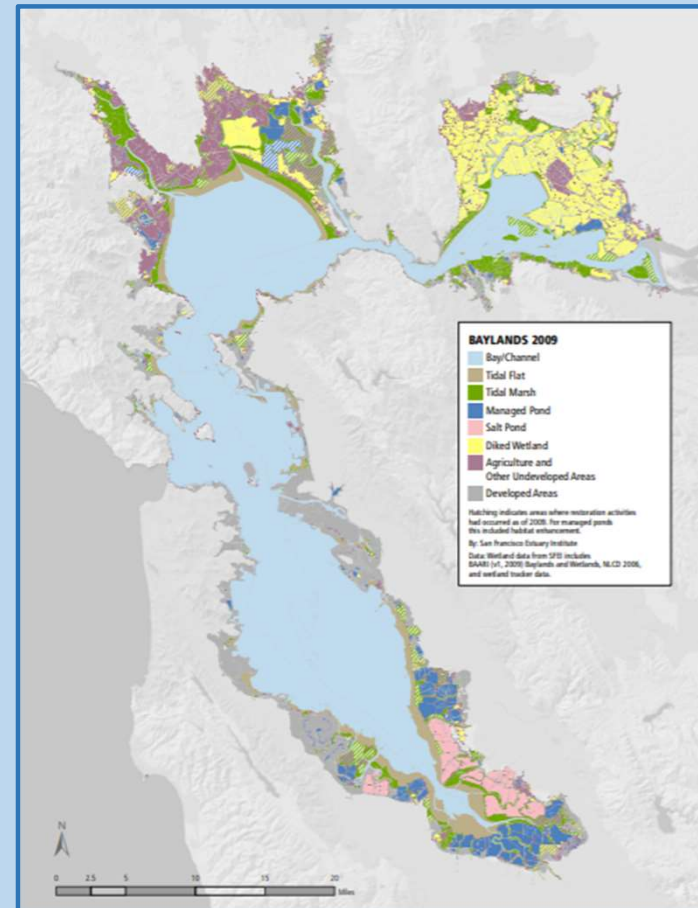 BAYLANDS 2009
Bay/Channel
Tidal Flat
Tidal Marsh
Managed Pond
Salt Pond
Diked Wetland
Agriculture and
Other Undeveloped Areas
Developed Areas
Hatching indicates areas where restoration activities
had occurred as of 2009. For managed ponds
this included habitat enhancement.
By: San Francisco Estuary Institute
Data: Wetland data from SFEI includes
BAARI (v1, 2009) Baylands and Wetlands, NLCD 2006,
and wetland tracker data.
N
0 2.5 5 10 15 20
Miles